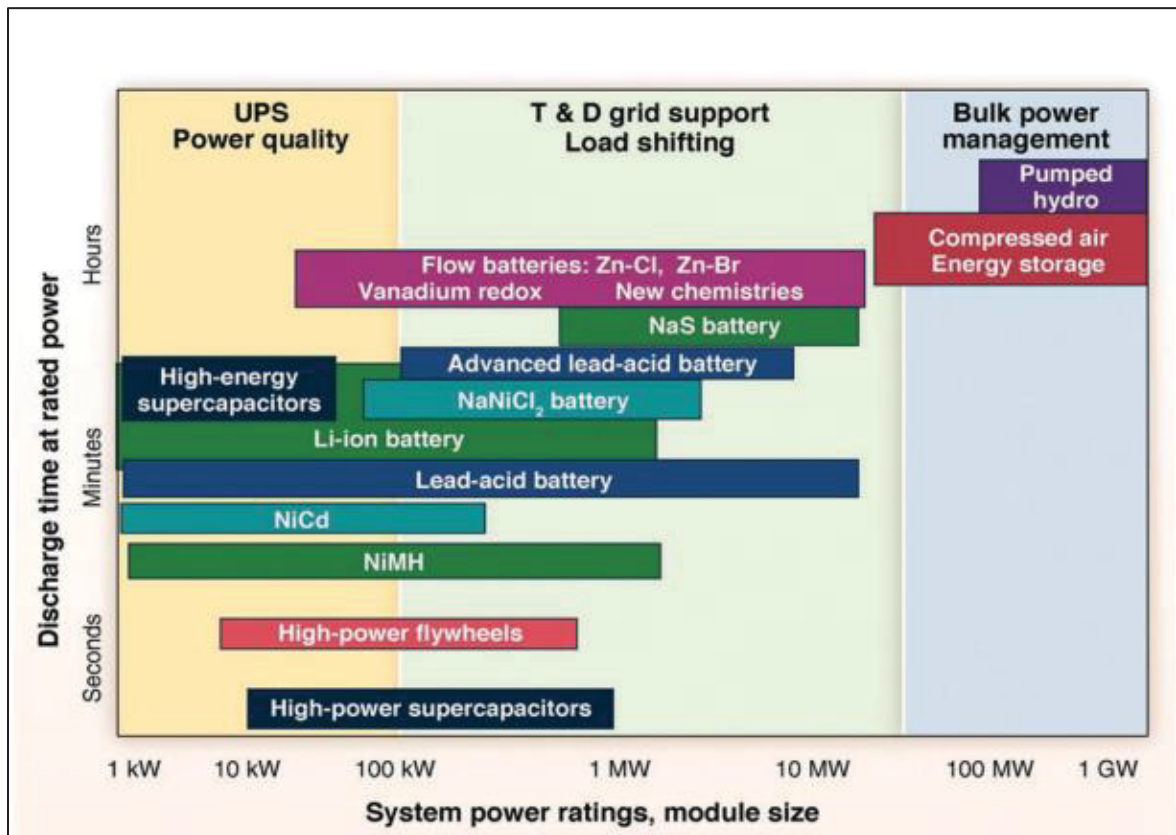 UPS
Power quality
T & D grid support
Load shifting
Bulk power
management
Pumped
hydro
Compressed air
Energy storage
Flow batteries: Zn-Cl, Zn-Br
Vanadium redox New chemistries
NaS battery
Advanced lead-acid battery
High-energy
supercapacitors
NaNiCl₂ battery
Li-ion battery
Lead-acid battery
NiCd
NiMH
High-power flywheels
High-power supercapacitors
Discharge time at rated power
Hours
Minutes
Seconds
1 kW 10 kW 100 kW 1 MW 10 MW 100 MW 1 GW
System power ratings, module size